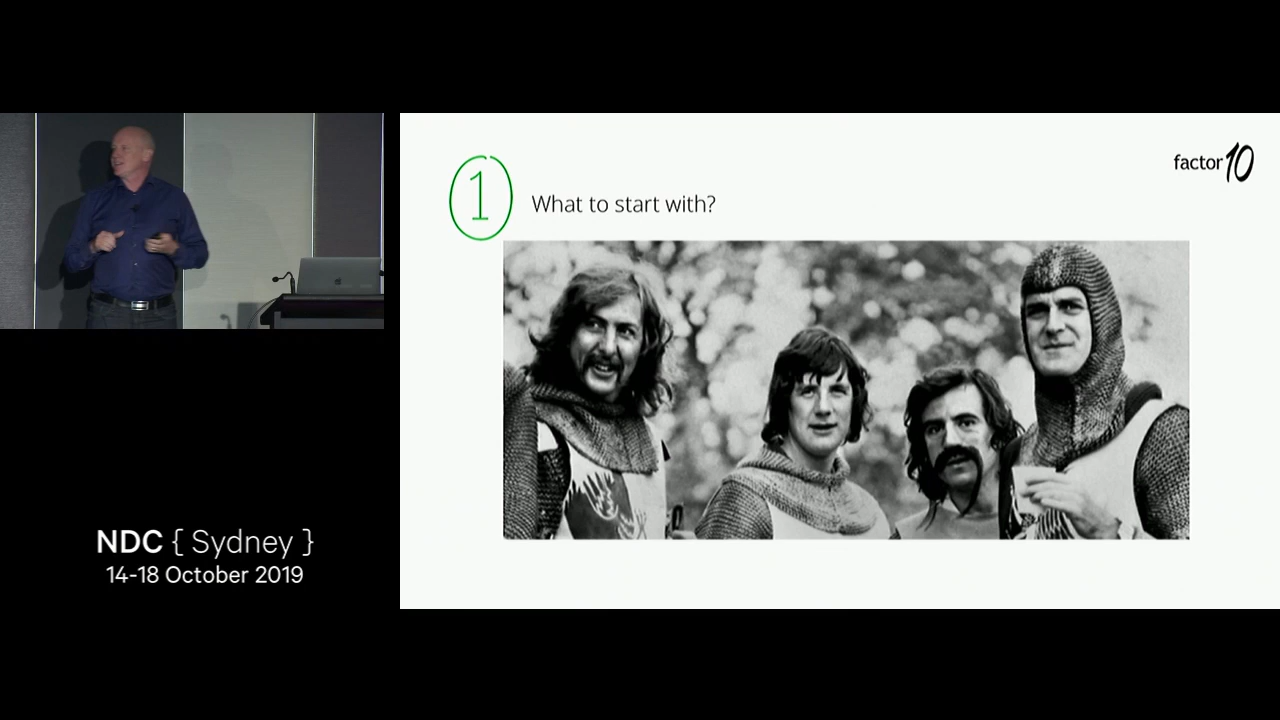 1
What to start with?
factor10
NDC { Sydney }
14-18 October 2019